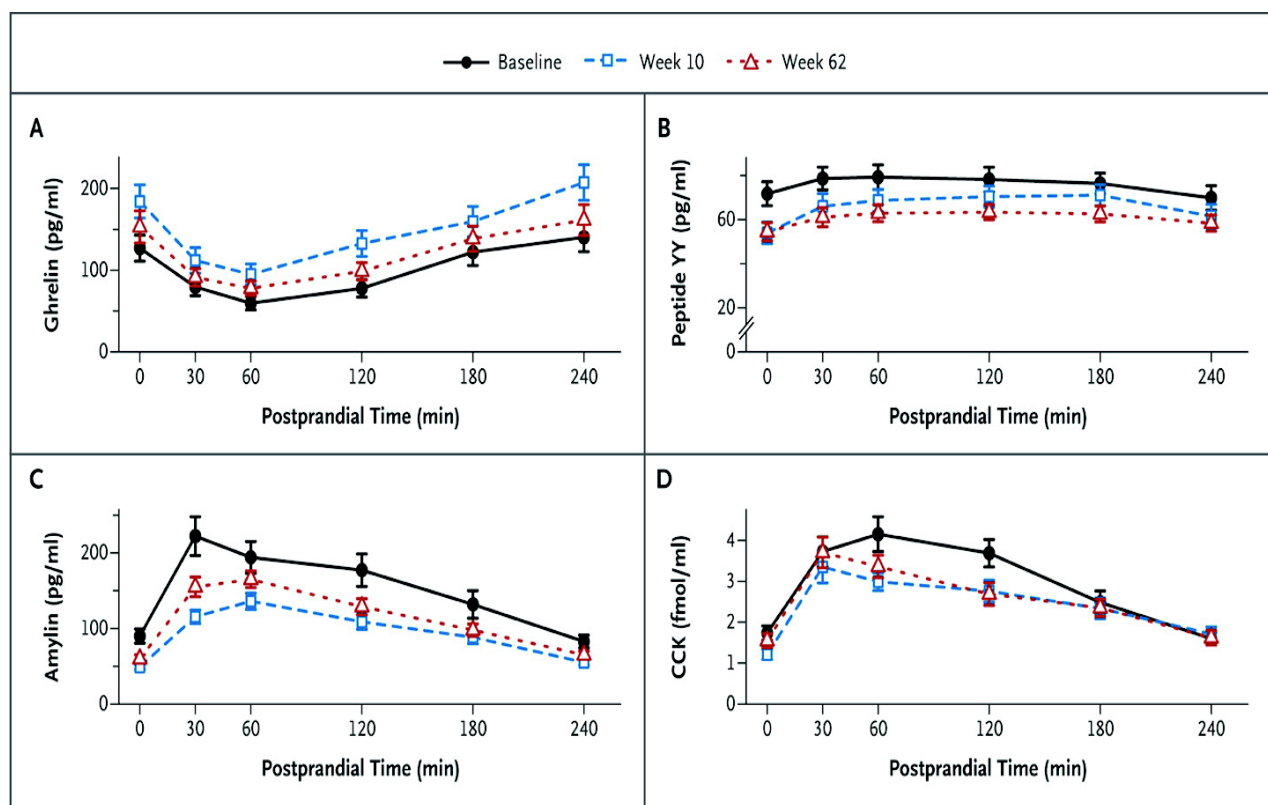 Baseline Week 10 Week 62
A
Ghrelin (pg/ml)
200
100
0
0 30 60 120 180 240
Postprandial Time (min)
B
Peptide YY (pg/ml)
60
20
0
0 30 60 120 180 240
Postprandial Time (min)
C
Amylin (pg/ml)
200
100
0
0 30 60 120 180 240
Postprandial Time (min)
D
CCK (fmol/ml)
4
3
2
1
0
0 30 60 120 180 240
Postprandial Time (min)